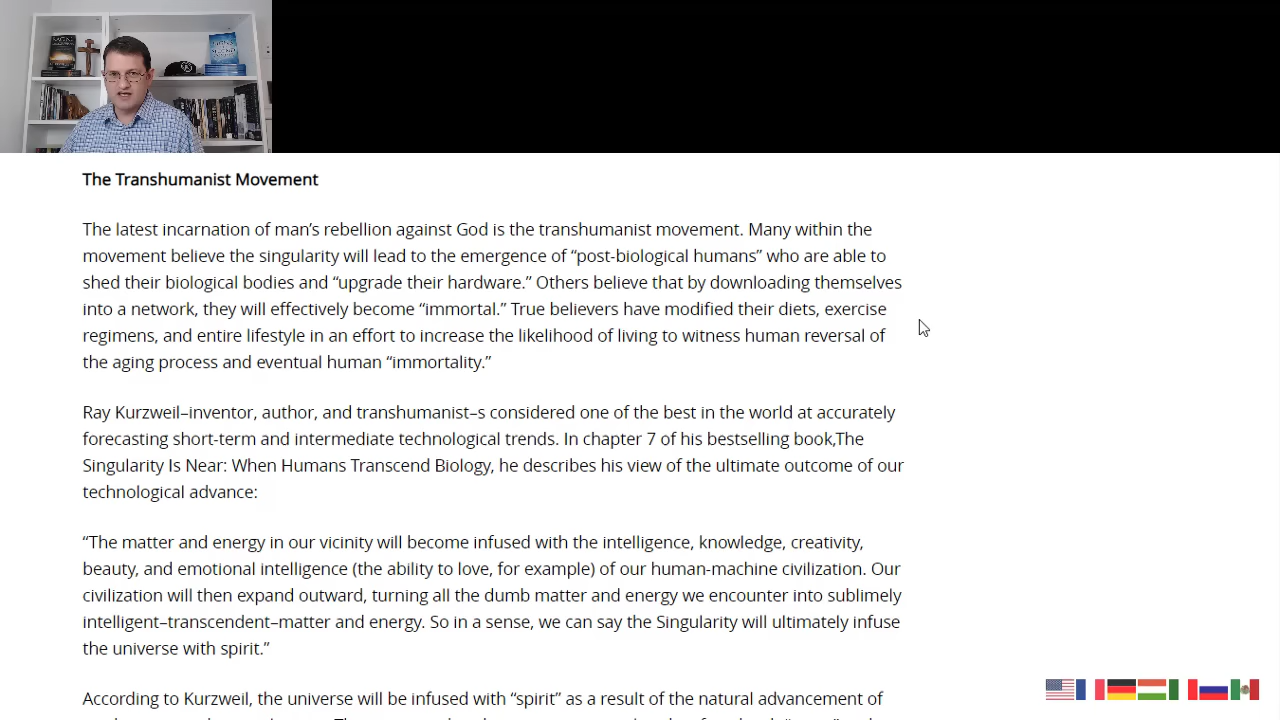 The Transhumanist Movement
The latest incarnation of man’s rebellion against God is the transhumanist movement. Many within the
movement believe the singularity will lead to the emergence of “post-biological humans” who are able to
shed their biological bodies and “upgrade their hardware.” Others believe that by downloading themselves
into a network, they will effectively become “immortal.” True believers have modified their diets, exercise
regimens, and entire lifestyle in an effort to increase the likelihood of living to witness human reversal of
the aging process and eventual human “immortality.”
Ray Kurzweil–inventor, author, and transhumanist–s considered one of the best in the world at accurately
forecasting short-term and intermediate technological trends. In chapter 7 of his bestselling book,The
Singularity Is Near: When Humans Transcend Biology, he describes his view of the ultimate outcome of our
technological advance:
“The matter and energy in our vicinity will become infused with the intelligence, knowledge, creativity,
beauty, and emotional intelligence (the ability to love, for example) of our human-machine civilization. Our
civilization will then expand outward, turning all the dumb matter and energy we encounter into sublimely
intelligent–transcendent–matter and energy. So in a sense, we can say the Singularity will ultimately infuse
the universe with spirit.”
According to Kurzweil, the universe will be infused with “spirit” as a result of the natural advancement of